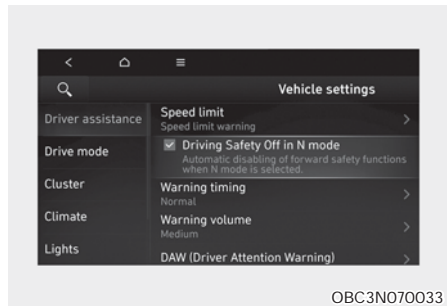 Vehicle settings
Driver assistance
Drive mode
Cluster
Climate
Lights
Speed limit
Speed limit warning
Driving Safety Off in N mode
Automatic disabling of forward safety functions
when N mode is selected.
Warning timing
Normal
Warning volume
Medium
DAW (Driver Attention Warning)
OBC3N070033